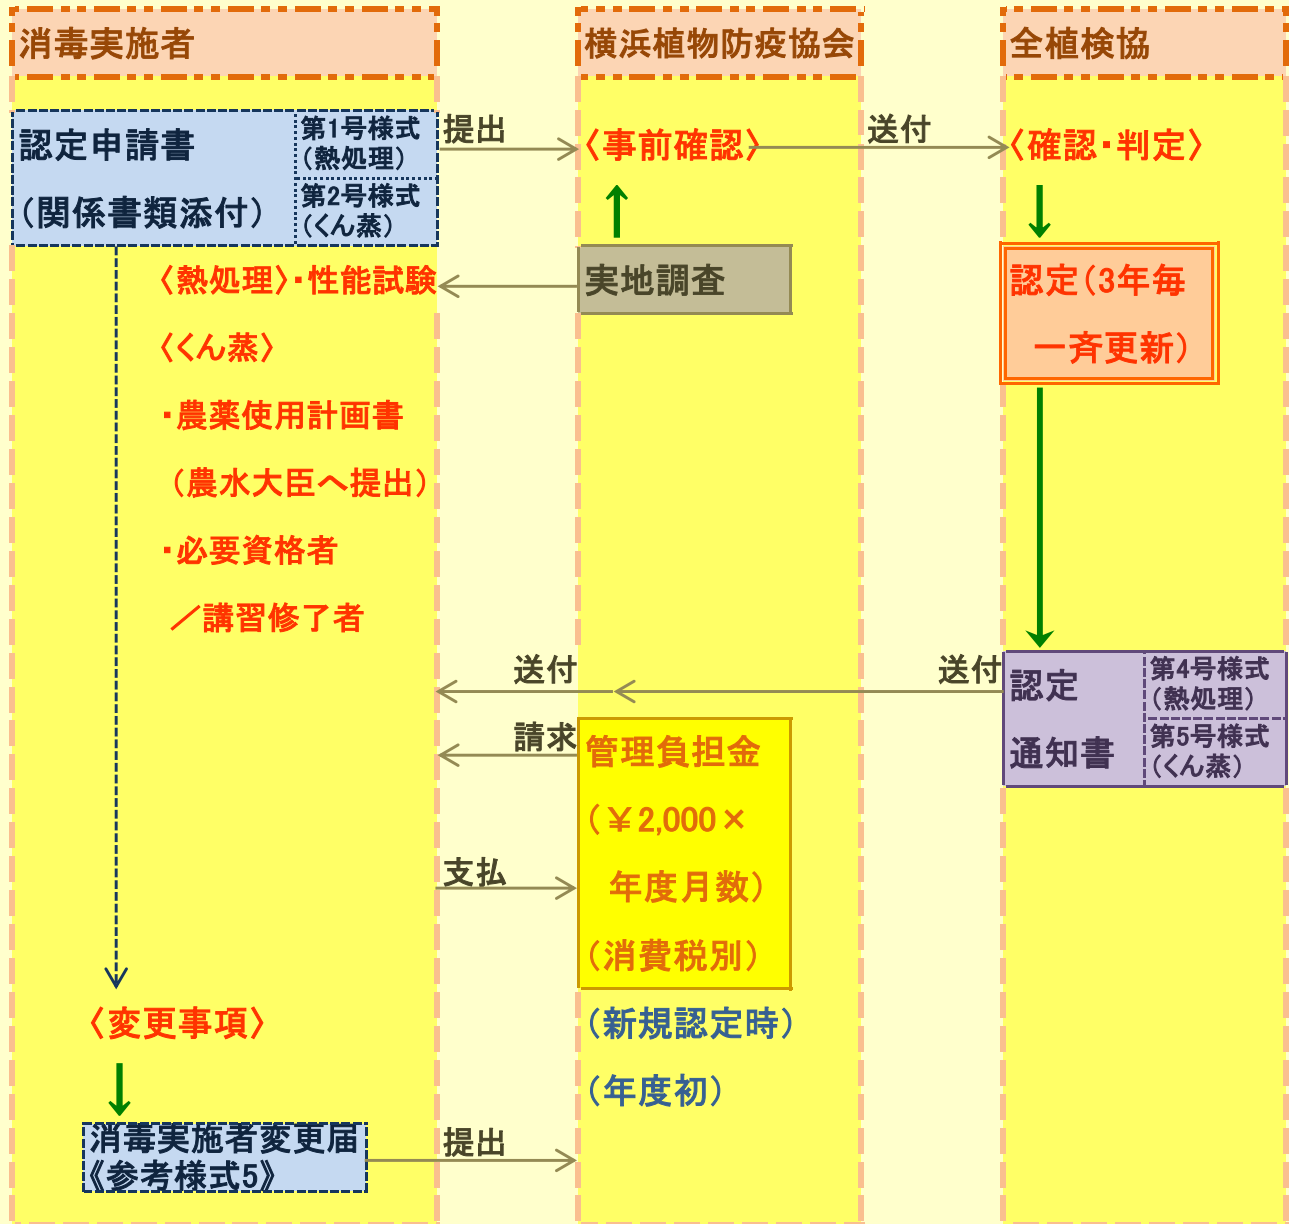 消毒実施者
横浜植物防疫協会
全植検協
認定申請書
(関係書類添付)
第1号様式
(熱処理)
第2号様式
(くん蒸)
提出
〈事前確認〉
送付
〈確認・判定〉
〈熱処理〉・性能試験
実地調査
認定(3年毎
一斉更新)
〈くん蒸〉
・農薬使用計画書
(農水大臣へ提出)
・必要資格者
／講習修了者
送付
送付
認定
通知書
第4号様式
(熱処理)
第5号様式
(くん蒸)
請求
管理負担金
(￥2,000×
年度月数)
(消費税別)
支払
〈変更事項〉
(新規認定時)
(年度初)
消毒実施者変更届
《参考様式5》
提出